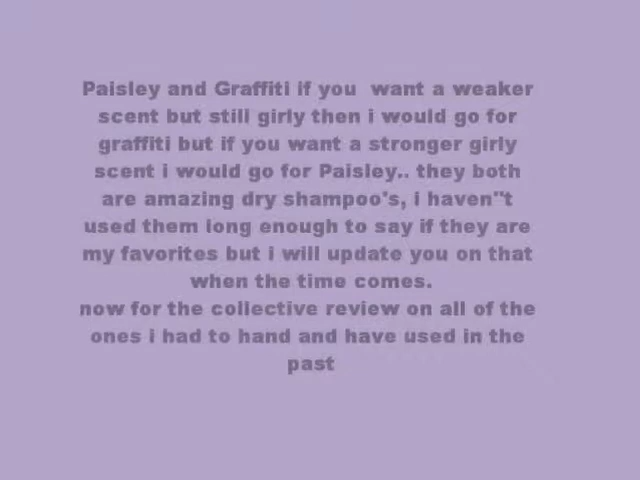 Paisley and Graffiti if you  want a weaker
scent but still girly then i would go for
graffiti but if you want a stronger girly
scent i would go for Paisley.. they both
are amazing dry shampoo's, i haven"t
used them long enough to say if they are
my favorites but i will update you on that
when the time comes.
now for the collective review on all of the
ones i had to hand and have used in the
past